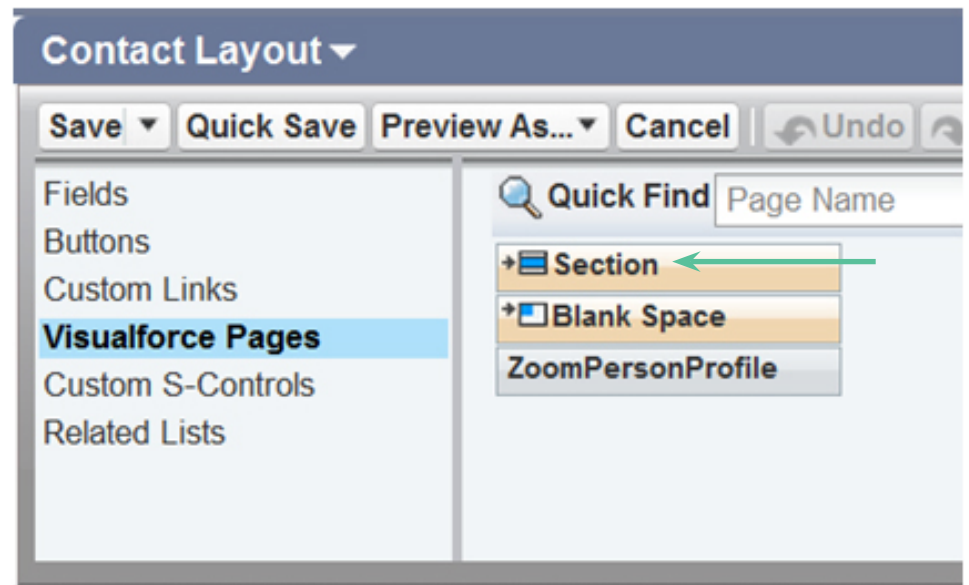 Contact Layout
Save Quick Save Preview As... Cancel Undo
Fields
Buttons
Custom Links
Visualforce Pages
Custom S-Controls
Related Lists
Quick Find Page Name
Section
Blank Space
ZoomPersonProfile